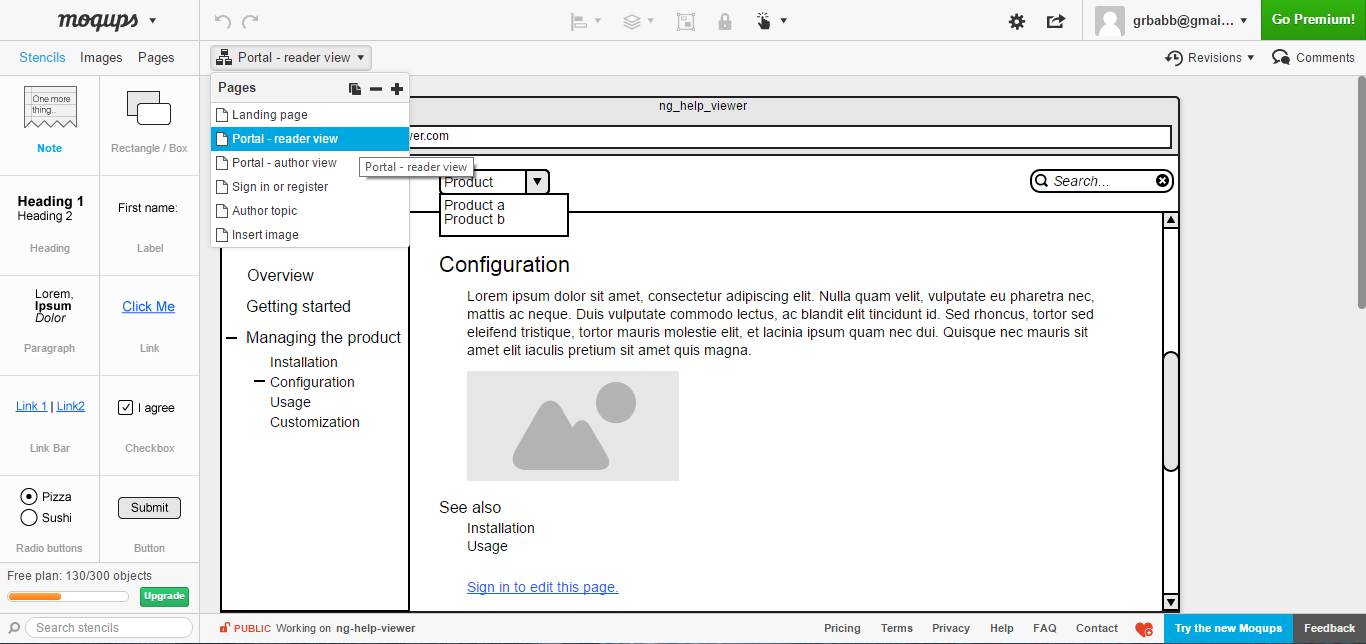 moqups
grbabb@gmai...
Go Premium!
Stencils Images Pages
Portal - reader view
Revisions
Comments
Pages
Landing page
Portal - reader view
Portal - author view
Sign in or register
Author topic
Insert image
Portal - reader view
One more
thing...
Note
Rectangle / Box
Heading 1
Heading 2
Heading
First name:
Label
Lorem,
Ipsum
Dolor
Paragraph
Click Me
Link
Link 1 | Link2
Link Bar
I agree
Checkbox
Pizza
Sushi
Radio buttons
Submit
Button
Free plan: 130/300 objects
Upgrade
Search stencils
ng_help_viewer
ver.com
Product
Product a
Product b
Search...
Overview
Getting started
Managing the product
Installation
Configuration
Usage
Customization
Configuration
Lorem ipsum dolor sit amet, consectetur adipiscing elit. Nulla quam velit, vulputate eu pharetra nec,
mattis ac neque. Duis vulputate commodo lectus, ac blandit elit tincidunt id. Sed rhoncus, tortor sed
eleifend tristique, tortor mauris molestie elit, et lacinia ipsum quam nec dui. Quisque nec mauris sit
amet elit iaculis pretium sit amet quis magna.
See also
Installation
Usage
Sign in to edit this page.
PUBLIC Working on ng-help-viewer
Pricing Terms Privacy Help FAQ Contact
Try the new Moqups
Feedback